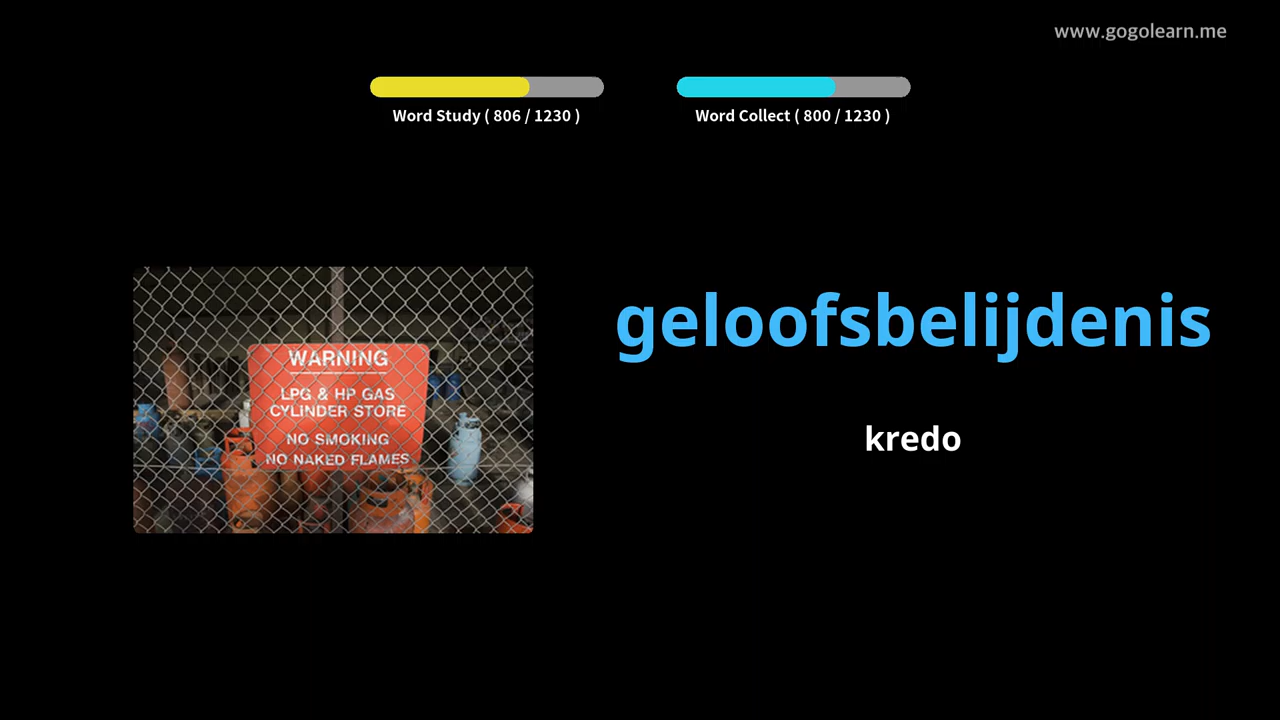 www.gogolearn.me
Word Study ( 806 / 1230 )
Word Collect ( 800 / 1230 )
WARNING
LPG & HP GAS
CYLINDER STORE
NO SMOKING
NO NAKED FLAMES
geloofsbelijdenis
kredo